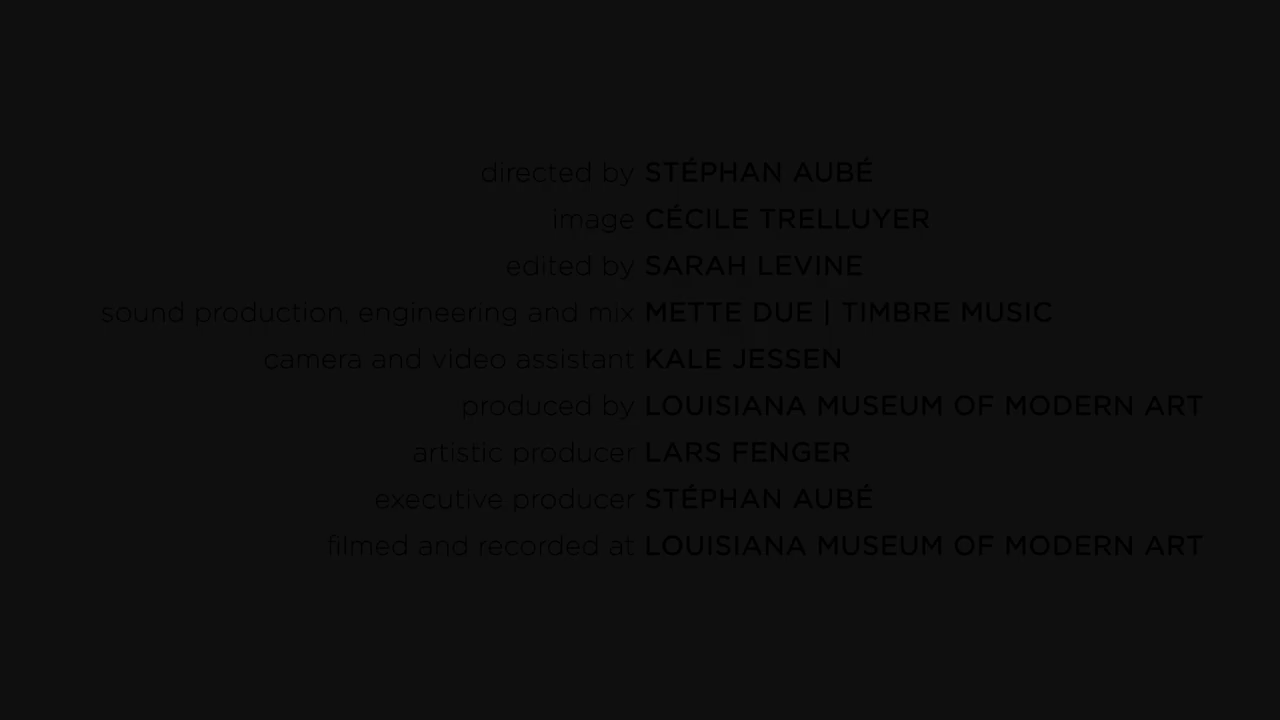 directed by STÉPHAN AUBÉ
image CÉCILE TRELLUYER
edited by SARAH LEVINE
sound production, engineering and mix METTE DUE | TIMBRE MUSIC
camera and video assistant KALE JESSEN
produced by LOUISIANA MUSEUM OF MODERN ART
artistic producer LARS FENGER
executive producer STÉPHAN AUBÉ
filmed and recorded at LOUISIANA MUSEUM OF MODERN ART